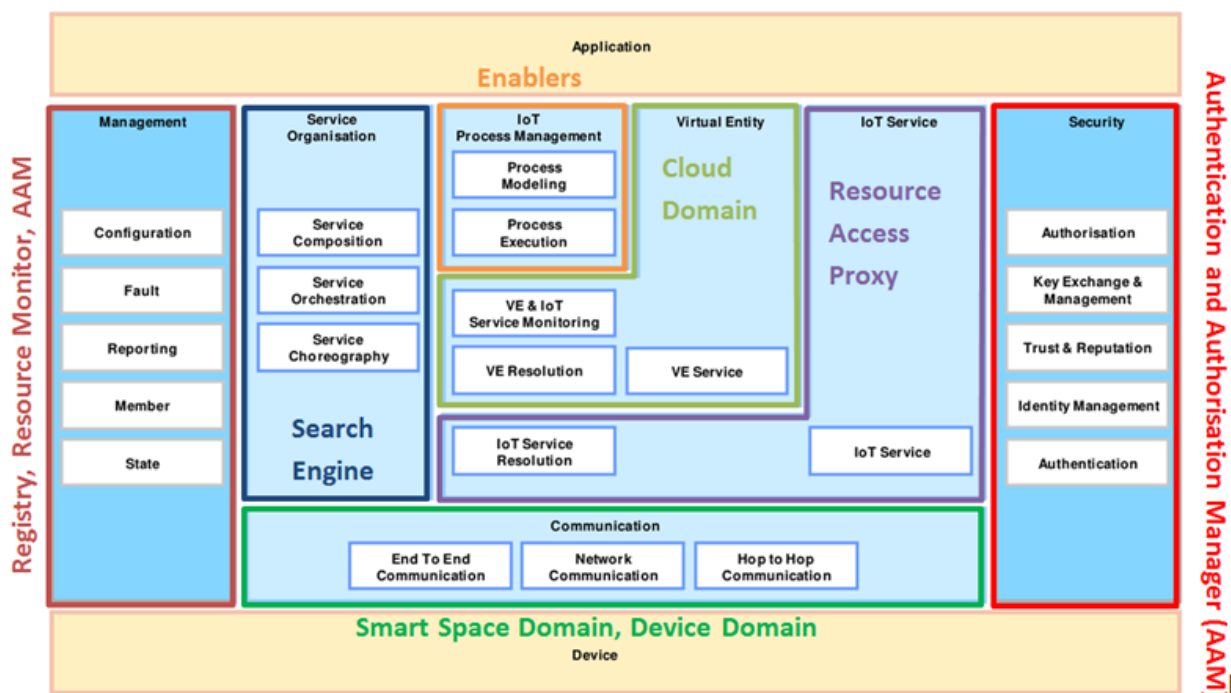 Application
Enablers
Registry, Resource Monitor, AAM
Management
Configuration
Fault
Reporting
Member
State
Service
Organisation
Service
Composition
Service
Orchestration
Service
Choreography
Search
Engine
IoT
Process Management
Process
Modeling
Process
Execution
VE & IoT
Service Monitoring
VE Resolution
Virtual Entity
Cloud
Domain
VE Service
IoT Service
Resource
Access
Proxy
IoT Service
Resolution
IoT Service
Security
Authorisation
Key Exchange &
Management
Trust & Reputation
Identity Management
Authentication
Authentication and Authorisation Manager (AAM)
Communication
End To End
Communication
Network
Communication
Hop to Hop
Communication
Smart Space Domain, Device Domain
Device